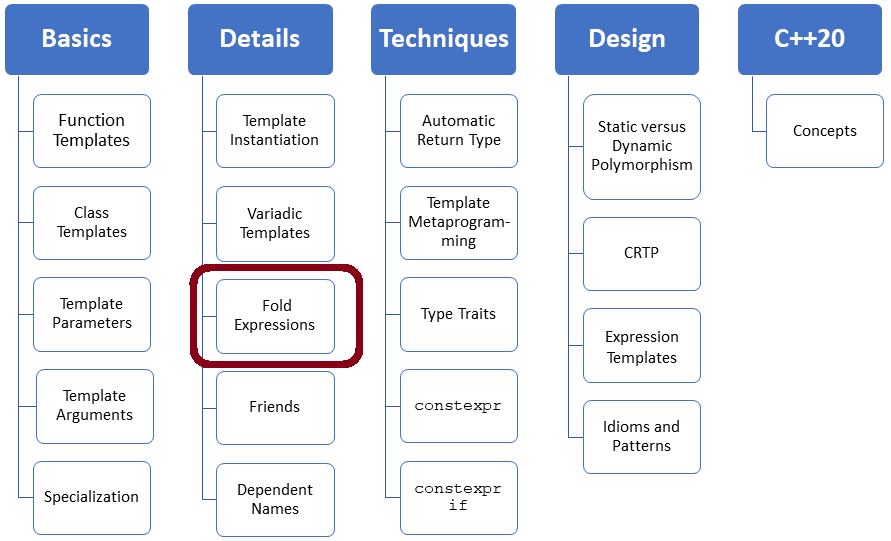 Basics
Function
Templates
Class
Templates
Template
Parameters
Template
Arguments
Specialization
Details
Template
Instantiation
Variadic
Templates
Fold
Expressions
Friends
Dependent
Names
Techniques
Automatic
Return Type
Template
Metaprogram-
ming
Type Traits
constexpr
constexpr
if
Design
Static versus
Dynamic
Polymorphism
CRTP
Expression
Templates
Idioms and
Patterns
C++20
Concepts